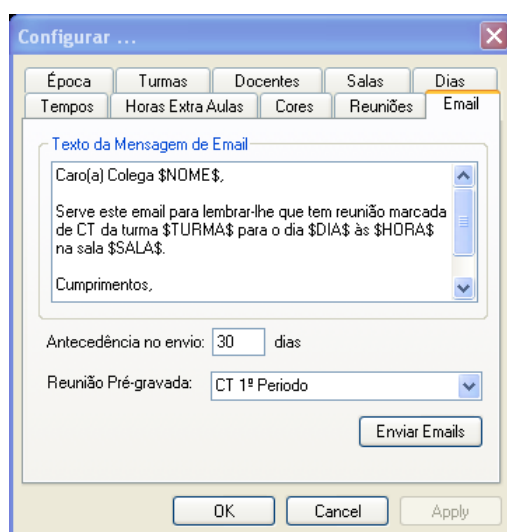 Configurar ...
Época Turmas Docentes Salas Dias
Tempos Horas Extra Aulas Cores Reuniões Email
Texto da Mensagem de Email
Caro(a) Colega $NOME$,
Serve este email para lembrar-lhe que tem reunião marcada
de CT da turma $TURMA$ para o dia $DIA$ às $HORA$
na sala $SALA$.
Cumprimentos,
Antecedência no envio: 30 dias
Reunião Pré-gravada: CT 1º Periodo
Enviar Emails
OK Cancel Apply